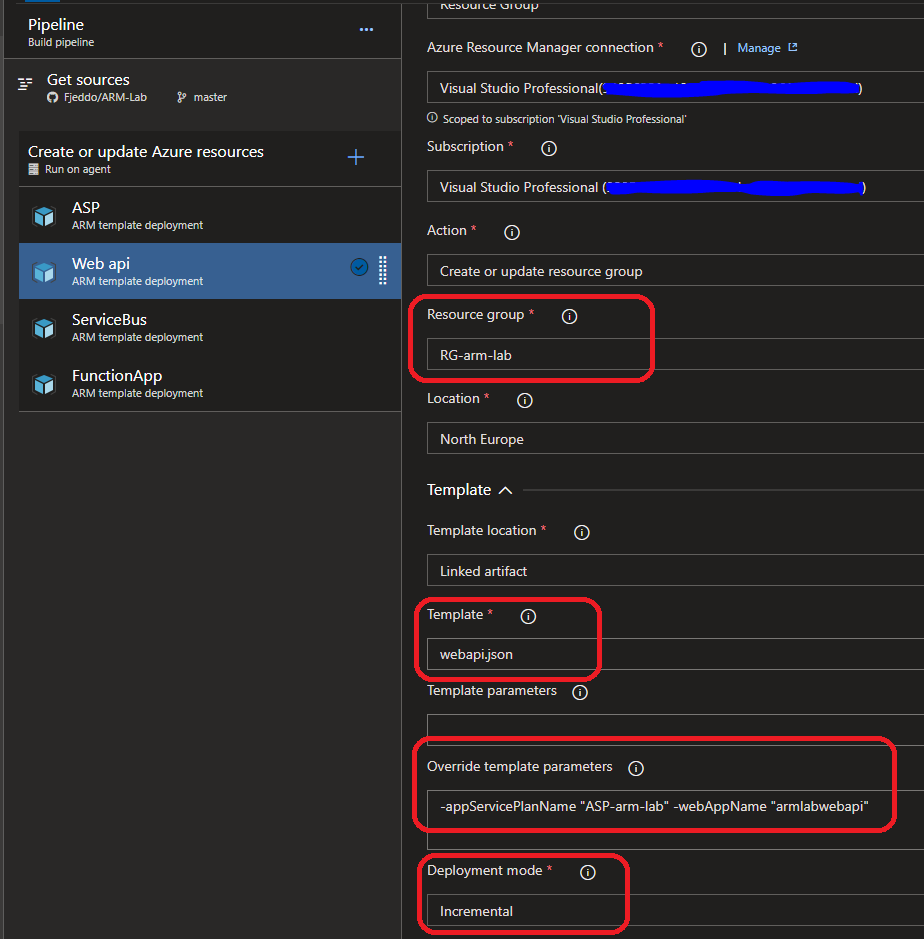 Pipeline
...
Build pipeline
Get sources
Fjeddo/ARM-Lab master
Create or update Azure resources
Run on agent
ASP
ARM template deployment
Web api
ARM template deployment
ServiceBus
ARM template deployment
FunctionApp
ARM template deployment
Resource Group
Azure Resource Manager connection * | Manage
Visual Studio Professional( )
Scoped to subscription 'Visual Studio Professional'
Subscription *
Visual Studio Professional ( )
Action *
Create or update resource group
Resource group *
RG-arm-lab
Location *
North Europe
Template
Template location *
Linked artifact
Template *
webapi.json
Template parameters
Override template parameters
-appServicePlanName "ASP-arm-lab" -webAppName "armlabwebapi"
Deployment mode *
Incremental